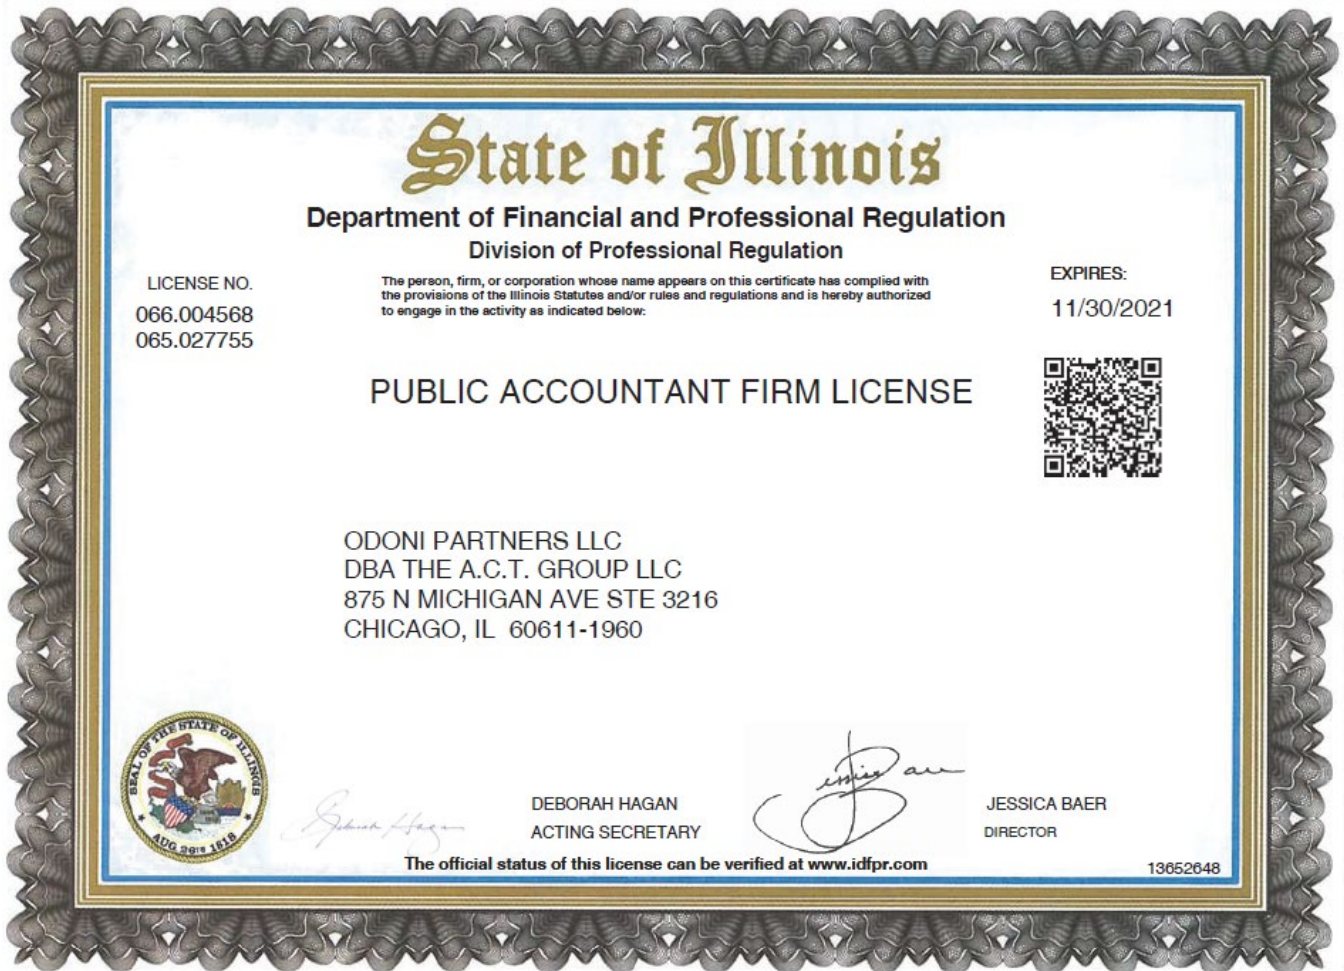 State of Illinois
Department of Financial and Professional Regulation
Division of Professional Regulation
LICENSE NO.
066.004568
065.027755
The person, firm, or corporation whose name appears on this certificate has complied with
the provisions of the Illinois Statutes and/or rules and regulations and is hereby authorized
to engage in the activity as indicated below:
EXPIRES:
11/30/2021
PUBLIC ACCOUNTANT FIRM LICENSE
ODONI PARTNERS LLC
DBA THE A.C.T. GROUP LLC
875 N MICHIGAN AVE STE 3216
CHICAGO, IL 60611-1960
SEAL OF THE STATE OF ILLINOIS
AUG. 26TH 1818
Deborah Hagan
DEBORAH HAGAN
ACTING SECRETARY
JESSICA BAER
DIRECTOR
The official status of this license can be verified at www.idfpr.com
13652648